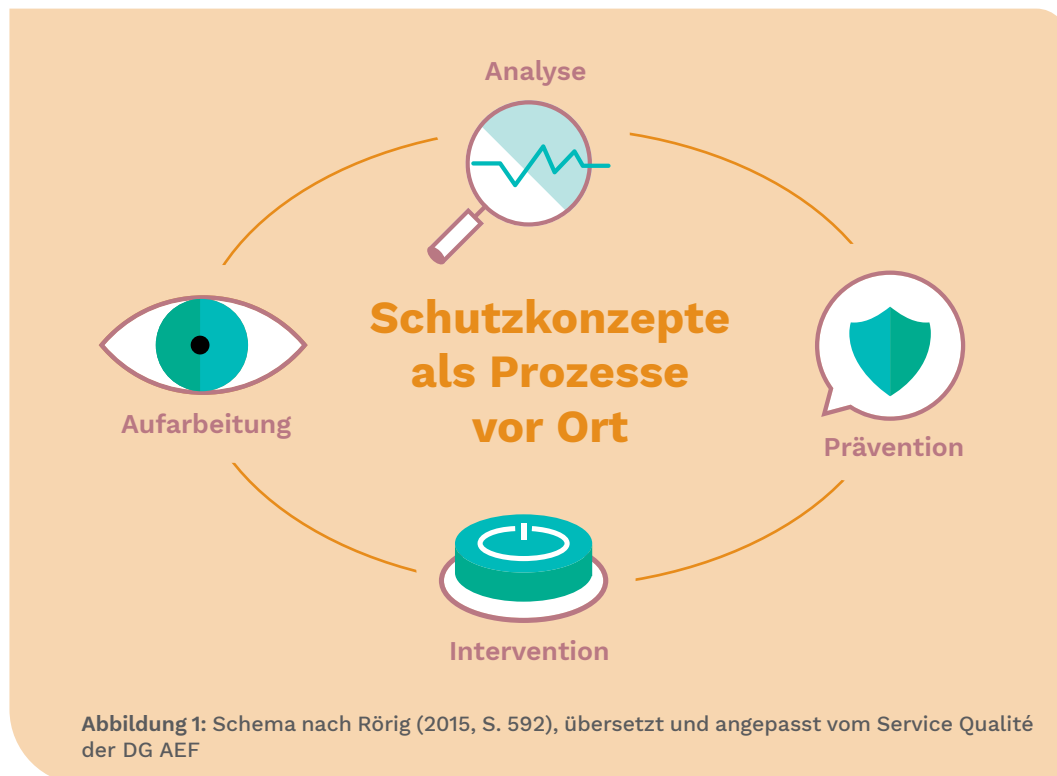 Analyse
Schutzkonzepte
als Prozesse
vor Ort
Aufarbeitung
Prävention
Intervention
Abbildung 1: Schema nach Rörig (2015, S. 592), übersetzt und angepasst vom Service Qualité
der DG AEF